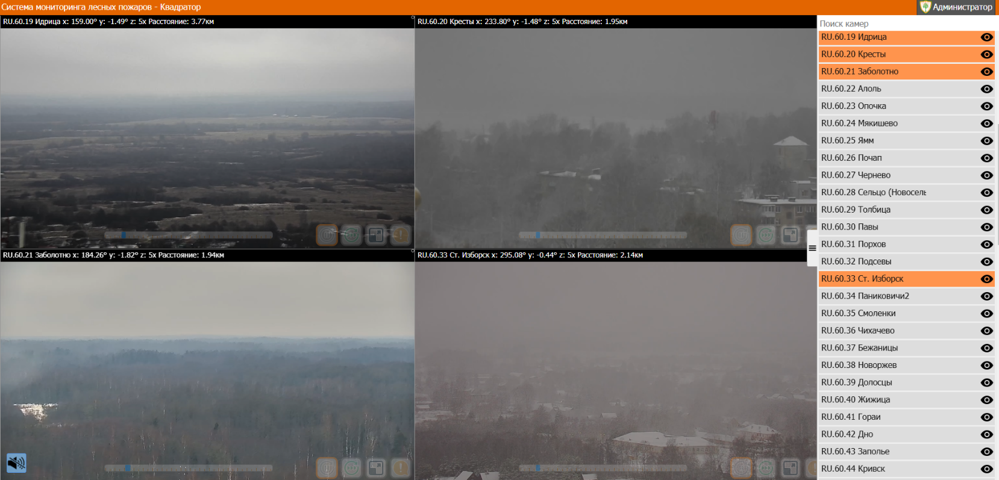 Система мониторинга лесных пожаров - Квадратор
Администратор
RU.60.19 Идрица x: 159.00° y: -1.49° z: 5x Расстояние: 3.77км
RU.60.20 Кресты x: 233.80° y: -1.48° z: 5x Расстояние: 1.95км
RU.60.21 Заболотно x: 184.26° y: -1.82° z: 5x Расстояние: 1.94км
RU.60.33 Ст. Изборск x: 295.08° y: -0.44° z: 5x Расстояние: 2.14км
Поиск камер
RU.60.19 Идрица
RU.60.20 Кресты
RU.60.21 Заболотно
RU.60.22 Алоль
RU.60.23 Опочка
RU.60.24 Мякишево
RU.60.25 Ямм
RU.60.26 Почап
RU.60.27 Чернево
RU.60.28 Сельцо (Новосель
RU.60.29 Толбица
RU.60.30 Павы
RU.60.31 Порхов
RU.60.32 Подсевы
RU.60.33 Ст. Изборск
RU.60.34 Паниковичи2
RU.60.35 Смоленки
RU.60.36 Чихачево
RU.60.37 Бежаницы
RU.60.38 Новоржев
RU.60.39 Долосцы
RU.60.40 Жижица
RU.60.41 Гораи
RU.60.42 Дно
RU.60.43 Заполье
RU.60.44 Кривск